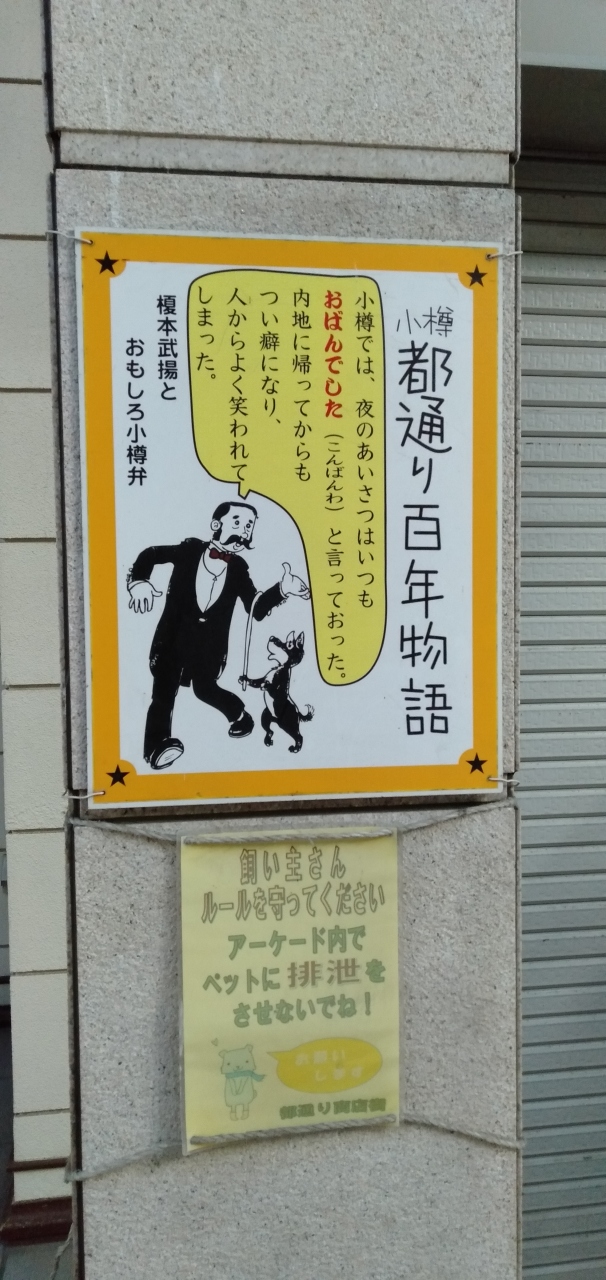 小樽
都通り百年物語
小樽では、夜のあいさつはいつも
おばんでした（こんばんわ）と言っておった。
内地に帰ってからも
つい癖になり、
人からよく笑われて
しまった。
榎本武揚と
おもしろ小樽弁
飼い主さん
ルールを守ってください
アーケード内で
ペットに排泄を
させないでね！
お願い
します
都通り商店街